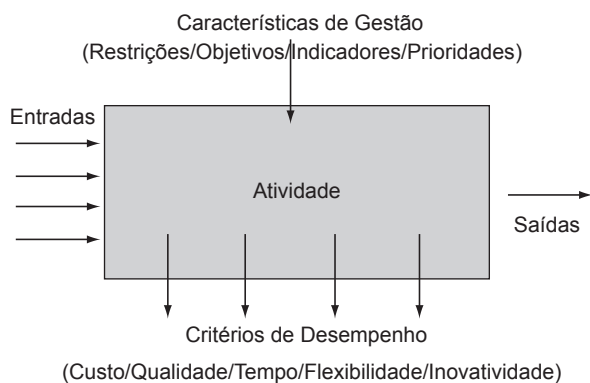 Características de Gestão
(Restrições/Objetivos/Indicadores/Prioridades)
Entradas
Atividade
Saídas
Critérios de Desempenho
(Custo/Qualidade/Tempo/Flexibilidade/Inovatividade)